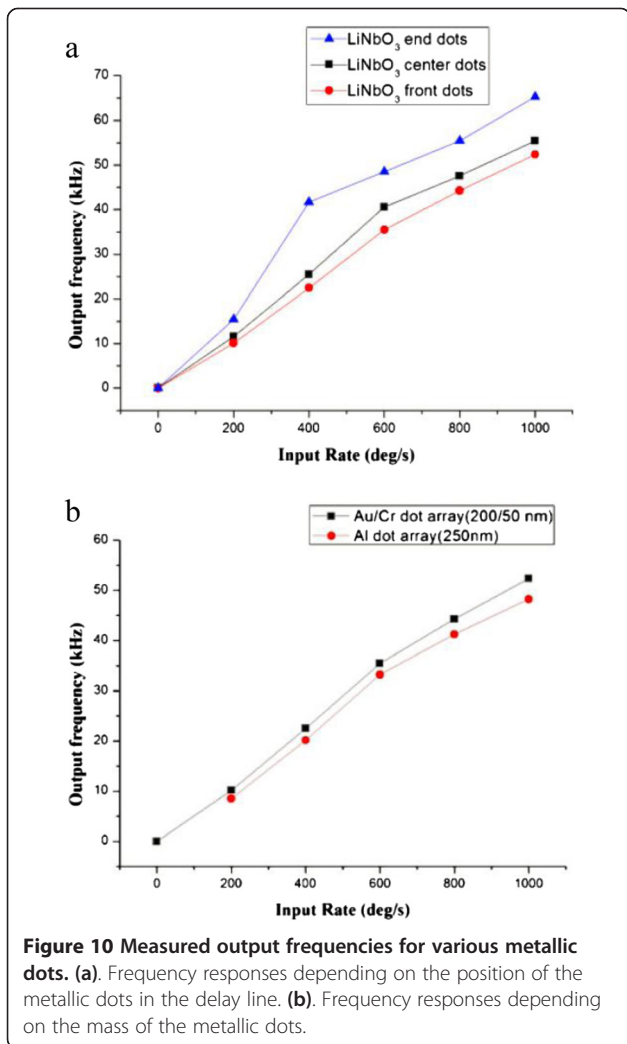 a
LiNbO3 end dots
LiNbO3 center dots
LiNbO3 front dots
70
60
50
40
30
20
10
0
Output frequency (kHz)
0 200 400 600 800 1000
Input Rate (deg/s)
b
Au/Cr dot array(200/50 nm)
Al dot array(250nm)
60
50
40
30
20
10
0
Output frequency (kHz)
0 200 400 600 800 1000
Input Rate (deg/s)
Figure 10 Measured output frequencies for various metallic
dots. (a). Frequency responses depending on the position of the
metallic dots in the delay line. (b). Frequency responses depending
on the mass of the metallic dots.